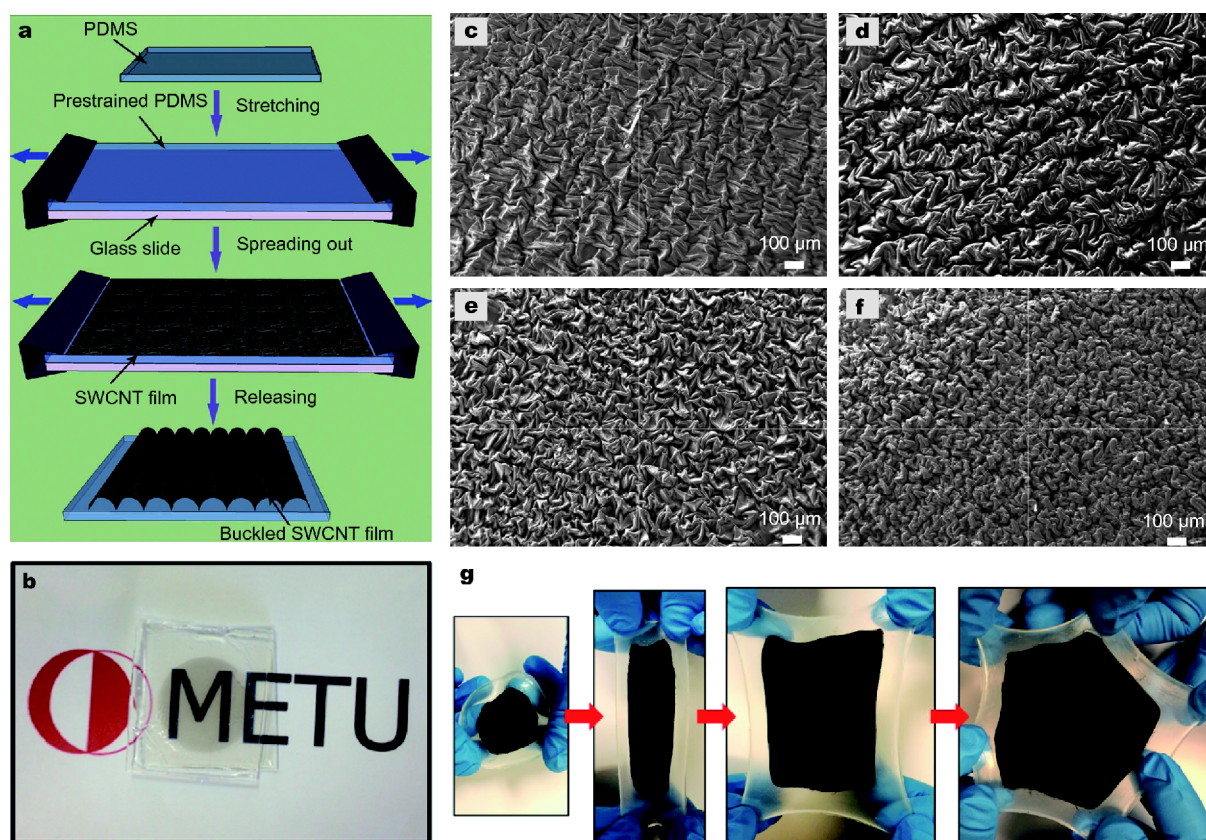 a
PDMS
Prestrained PDMS
Stretching
Glass slide
Spreading out
SWCNT film
Releasing
Buckled SWCNT film
b
METU
c
100 µm
d
100 µm
e
100 µm
f
100 µm
g